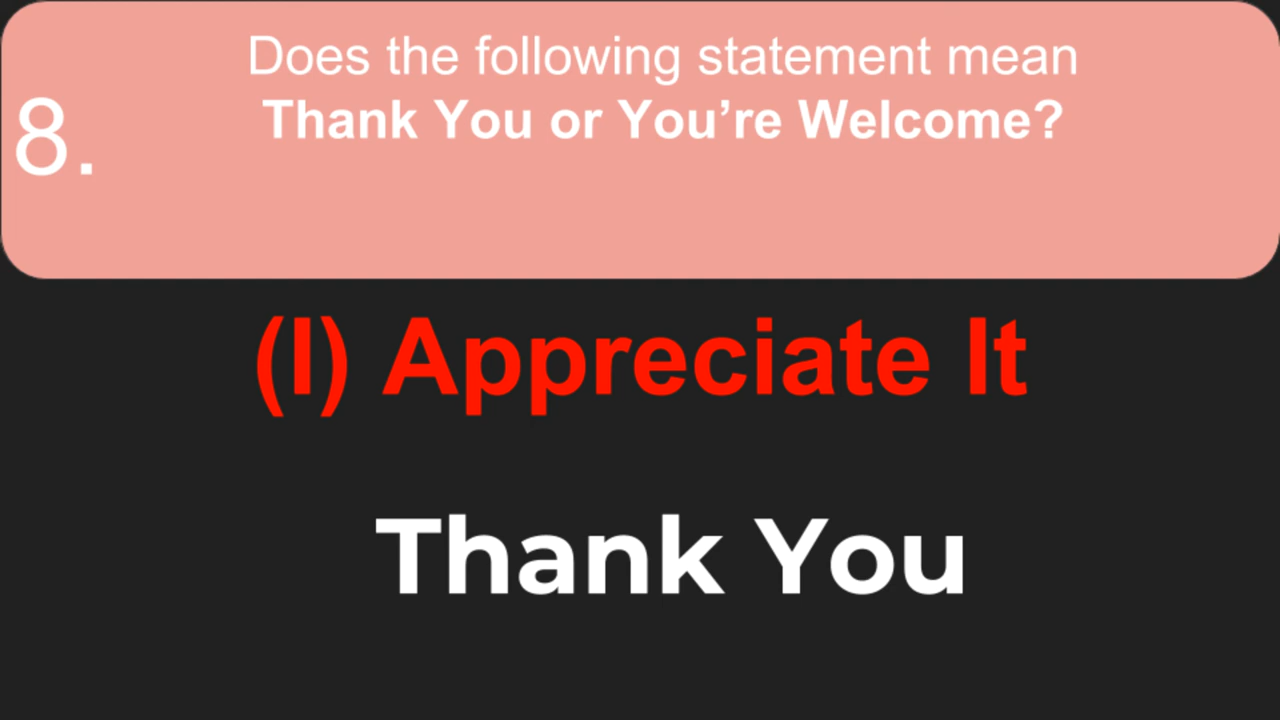 Does the following statement mean
Thank You or You’re Welcome?
8.
(I) Appreciate It
Thank You